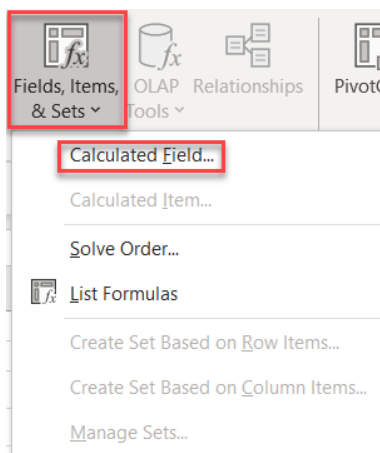 Fields, Items, & Sets
OLAP Tools
Relationships
Calculated Field...
Calculated Item...
Solve Order...
List Formulas
Create Set Based on Row Items...
Create Set Based on Column Items...
Manage Sets...